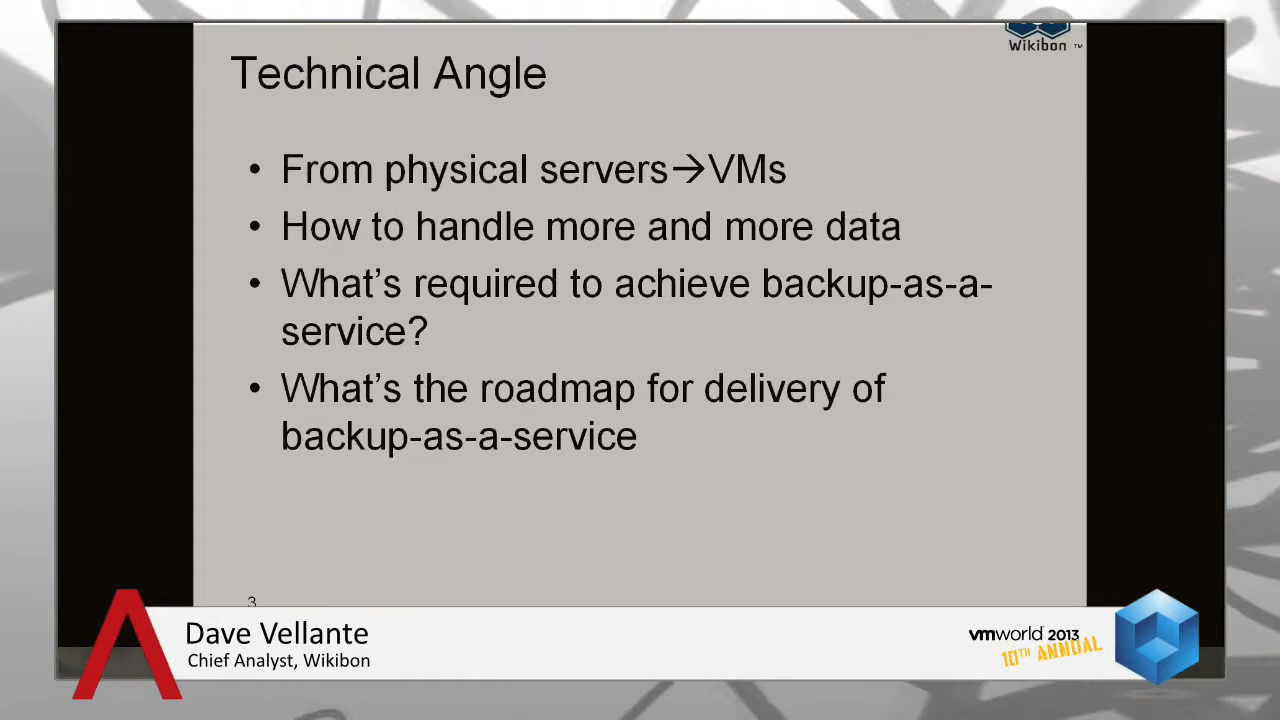 Wikibon TM
Technical Angle
• From physical servers→VMs
• How to handle more and more data
• What’s required to achieve backup-as-a-
service?
• What’s the roadmap for delivery of
backup-as-a-service
3
Dave Vellante
Chief Analyst, Wikibon
vmworld 2013
10TH ANNUAL